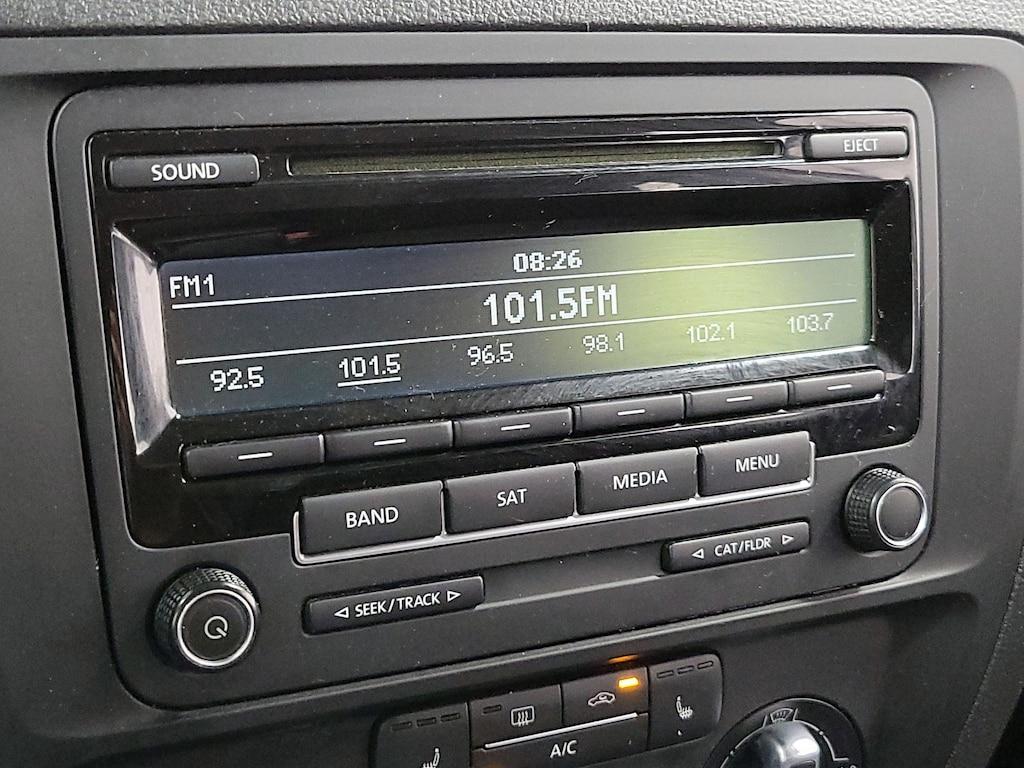 SOUND
EJECT
08:26
FM1
101.5FM
92.5 101.5 96.5 98.1 102.1 103.7
BAND SAT MEDIA MENU
SEEK/TRACK CAT/FLDR
A/C